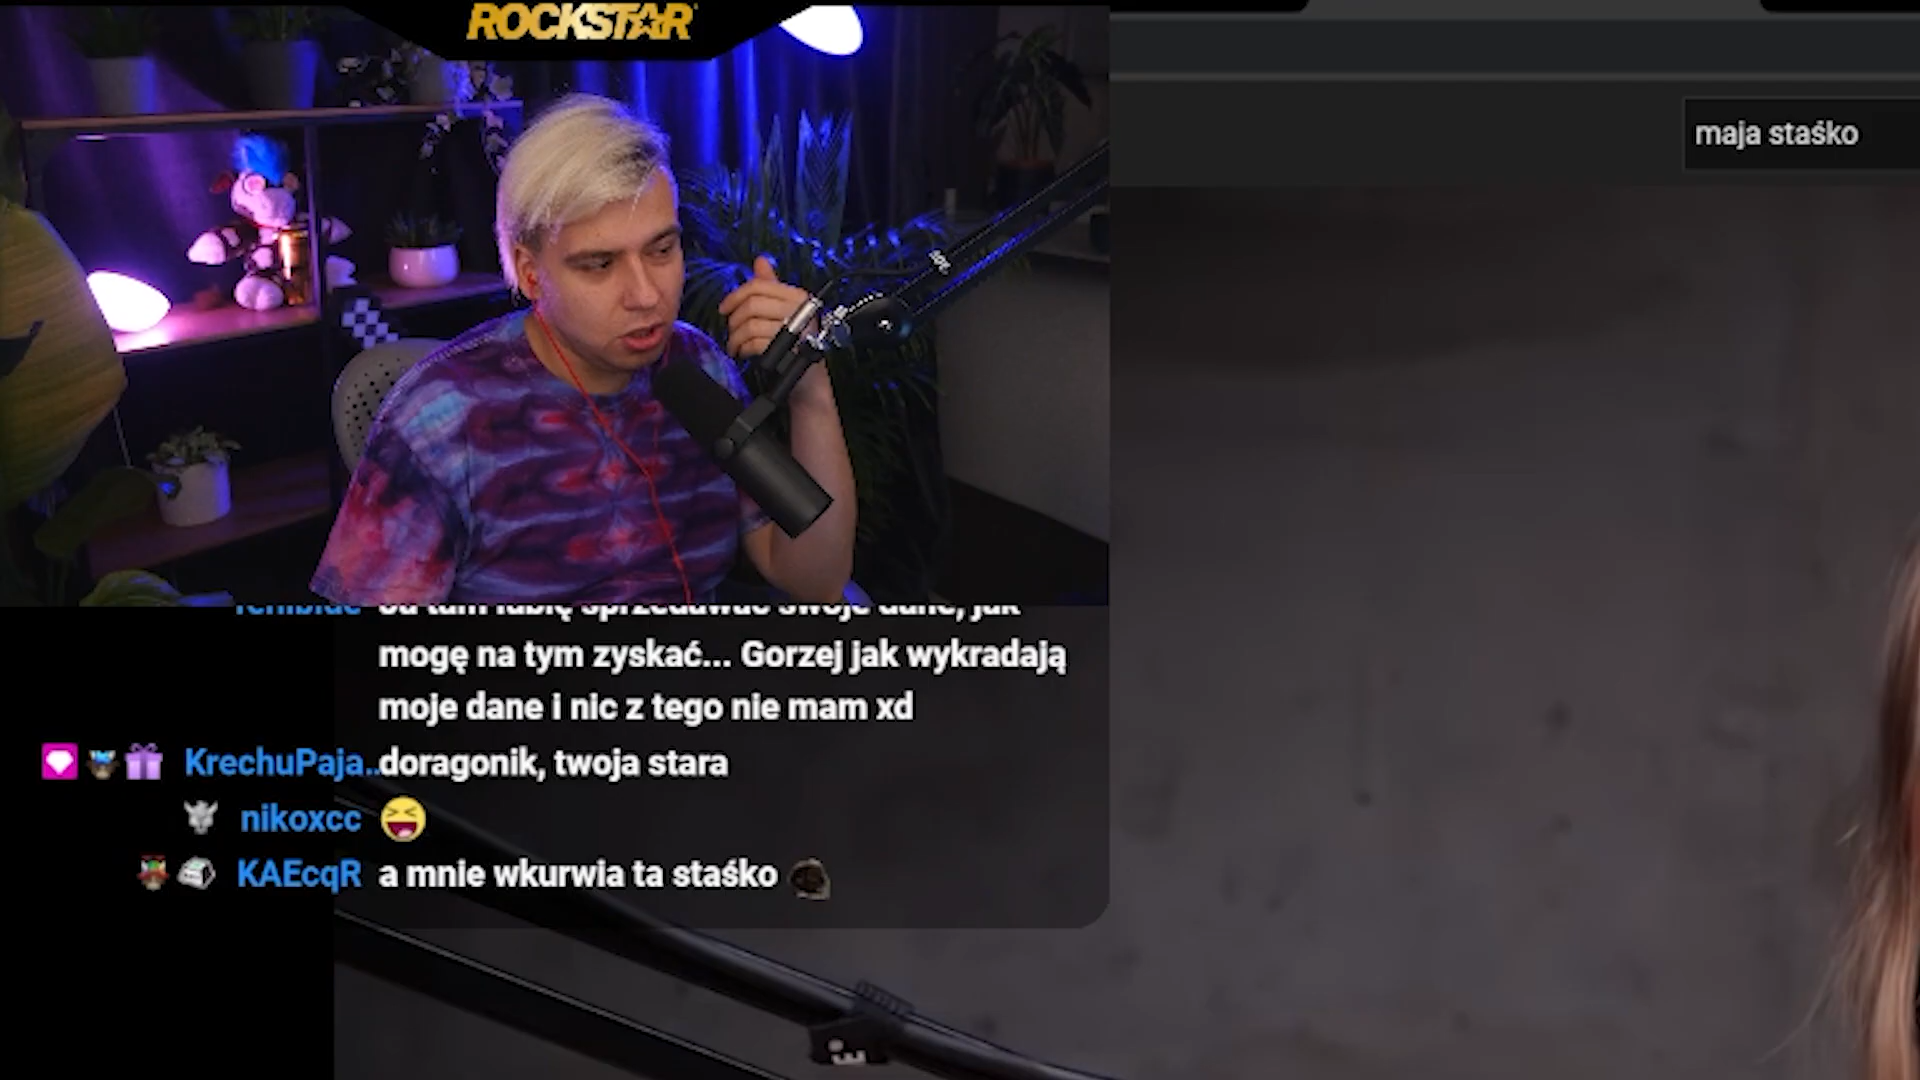 ROCKSTAR
maja staśko
mogę na tym zyskać... Gorzej jak wykradają
moje dane i nic z tego nie mam xd
KrechuPaja.. doragonik, twoja stara
nikoxcc
KAEcqR a mnie wkurwia ta staśko